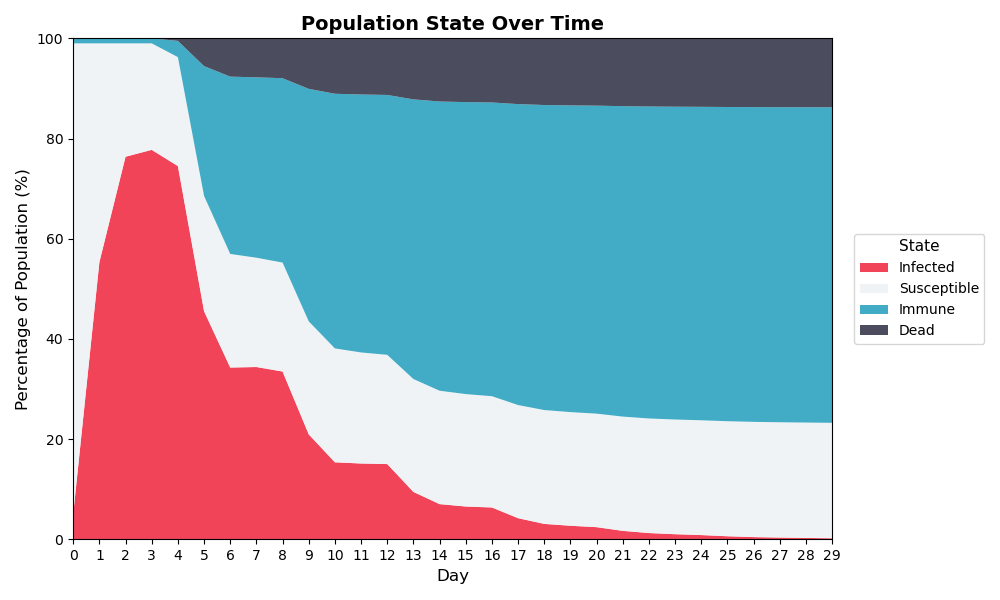 Population State Over Time
Percentage of Population (%)
100
80
60
40
20
0
0 1 2 3 4 5 6 7 8 9 10 11 12 13 14 15 16 17 18 19 20 21 22 23 24 25 26 27 28 29
Day
State
Infected
Susceptible
Immune
Dead